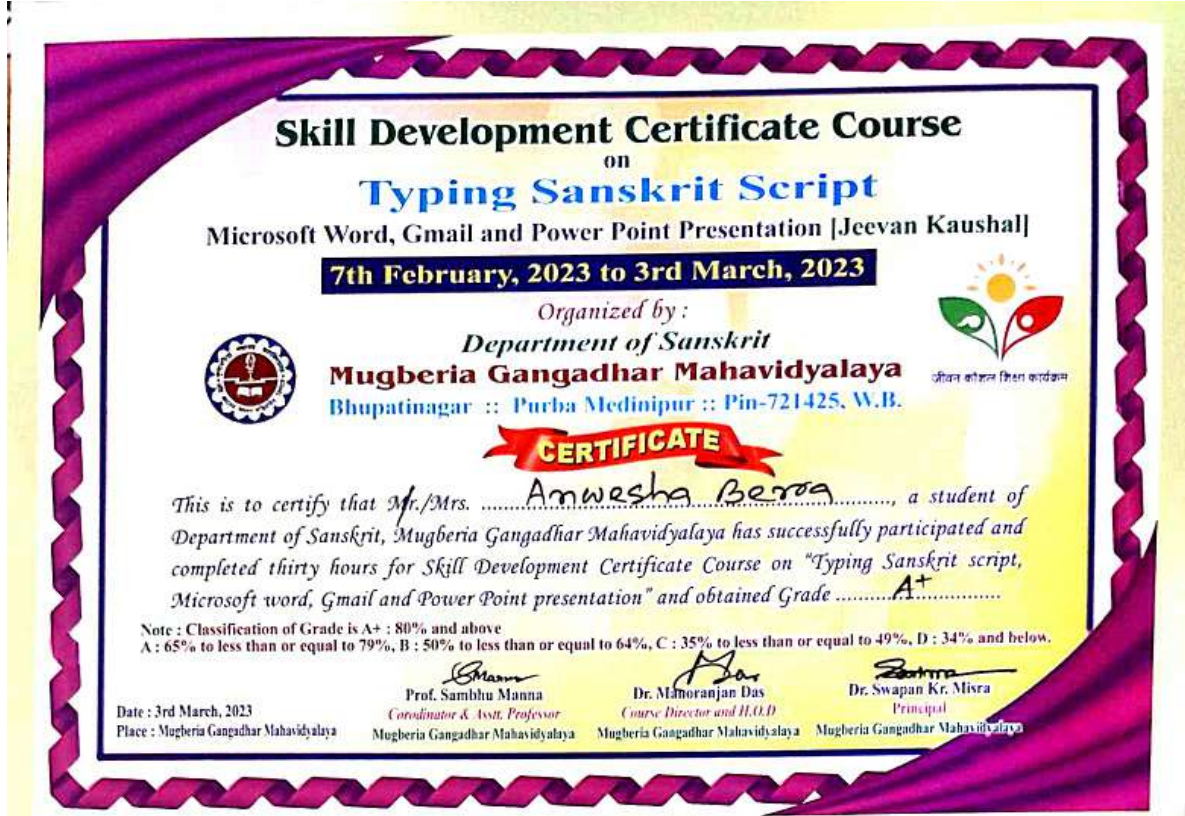 Skill Development Certificate Course
on
Typing Sanskrit Script
Microsoft Word, Gmail and Power Point Presentation [Jeevan Kaushal]
7th February, 2023 to 3rd March, 2023
Organized by :
Department of Sanskrit
Mugberia Gangadhar Mahavidyalaya
Bhupatinagar :: Purba Medinipur :: Pin-721425, W.B.
जीवन कौशल शिक्षा कार्यक्रम
CERTIFICATE
This is to certify that Mr./Mrs. Anwesha Berra, a student of
Department of Sanskrit, Mugberia Gangadhar Mahavidyalaya has successfully participated and
completed thirty hours for Skill Development Certificate Course on "Typing Sanskrit script,
Microsoft word, Gmail and Power Point presentation" and obtained Grade A+
Note : Classification of Grade is A+ : 80% and above
A : 65% to less than or equal to 79%, B : 50% to less than or equal to 64%, C : 35% to less than or equal to 49%, D : 34% and below.
Prof. Sambhu Manna
Corodinator & Asstt. Professor
Mugberia Gangadhar Mahavidyalaya
Dr. Manoranjan Das
Course Director and H.O.D
Mugberia Gangadhar Mahavidyalaya
Dr. Swapan Kr. Misra
Principal
Mugberia Gangadhar Mahavidyalaya
Date : 3rd March, 2023
Place : Mugberia Gangadhar Mahavidyalaya